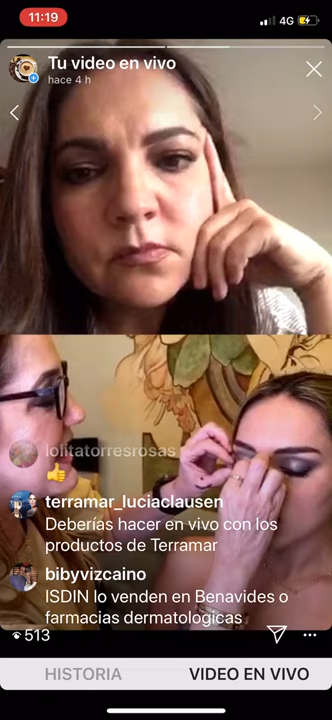 11:19
4G
Tu video en vivo
hace 4 h
lolitatorresrosas
terramar_luciaclausen
Deberías hacer en vivo con los
productos de Terramar
bibyvizcaino
ISDIN lo venden en Benavides o
farmacias dermatologicas
513
HISTORIA
VIDEO EN VIVO